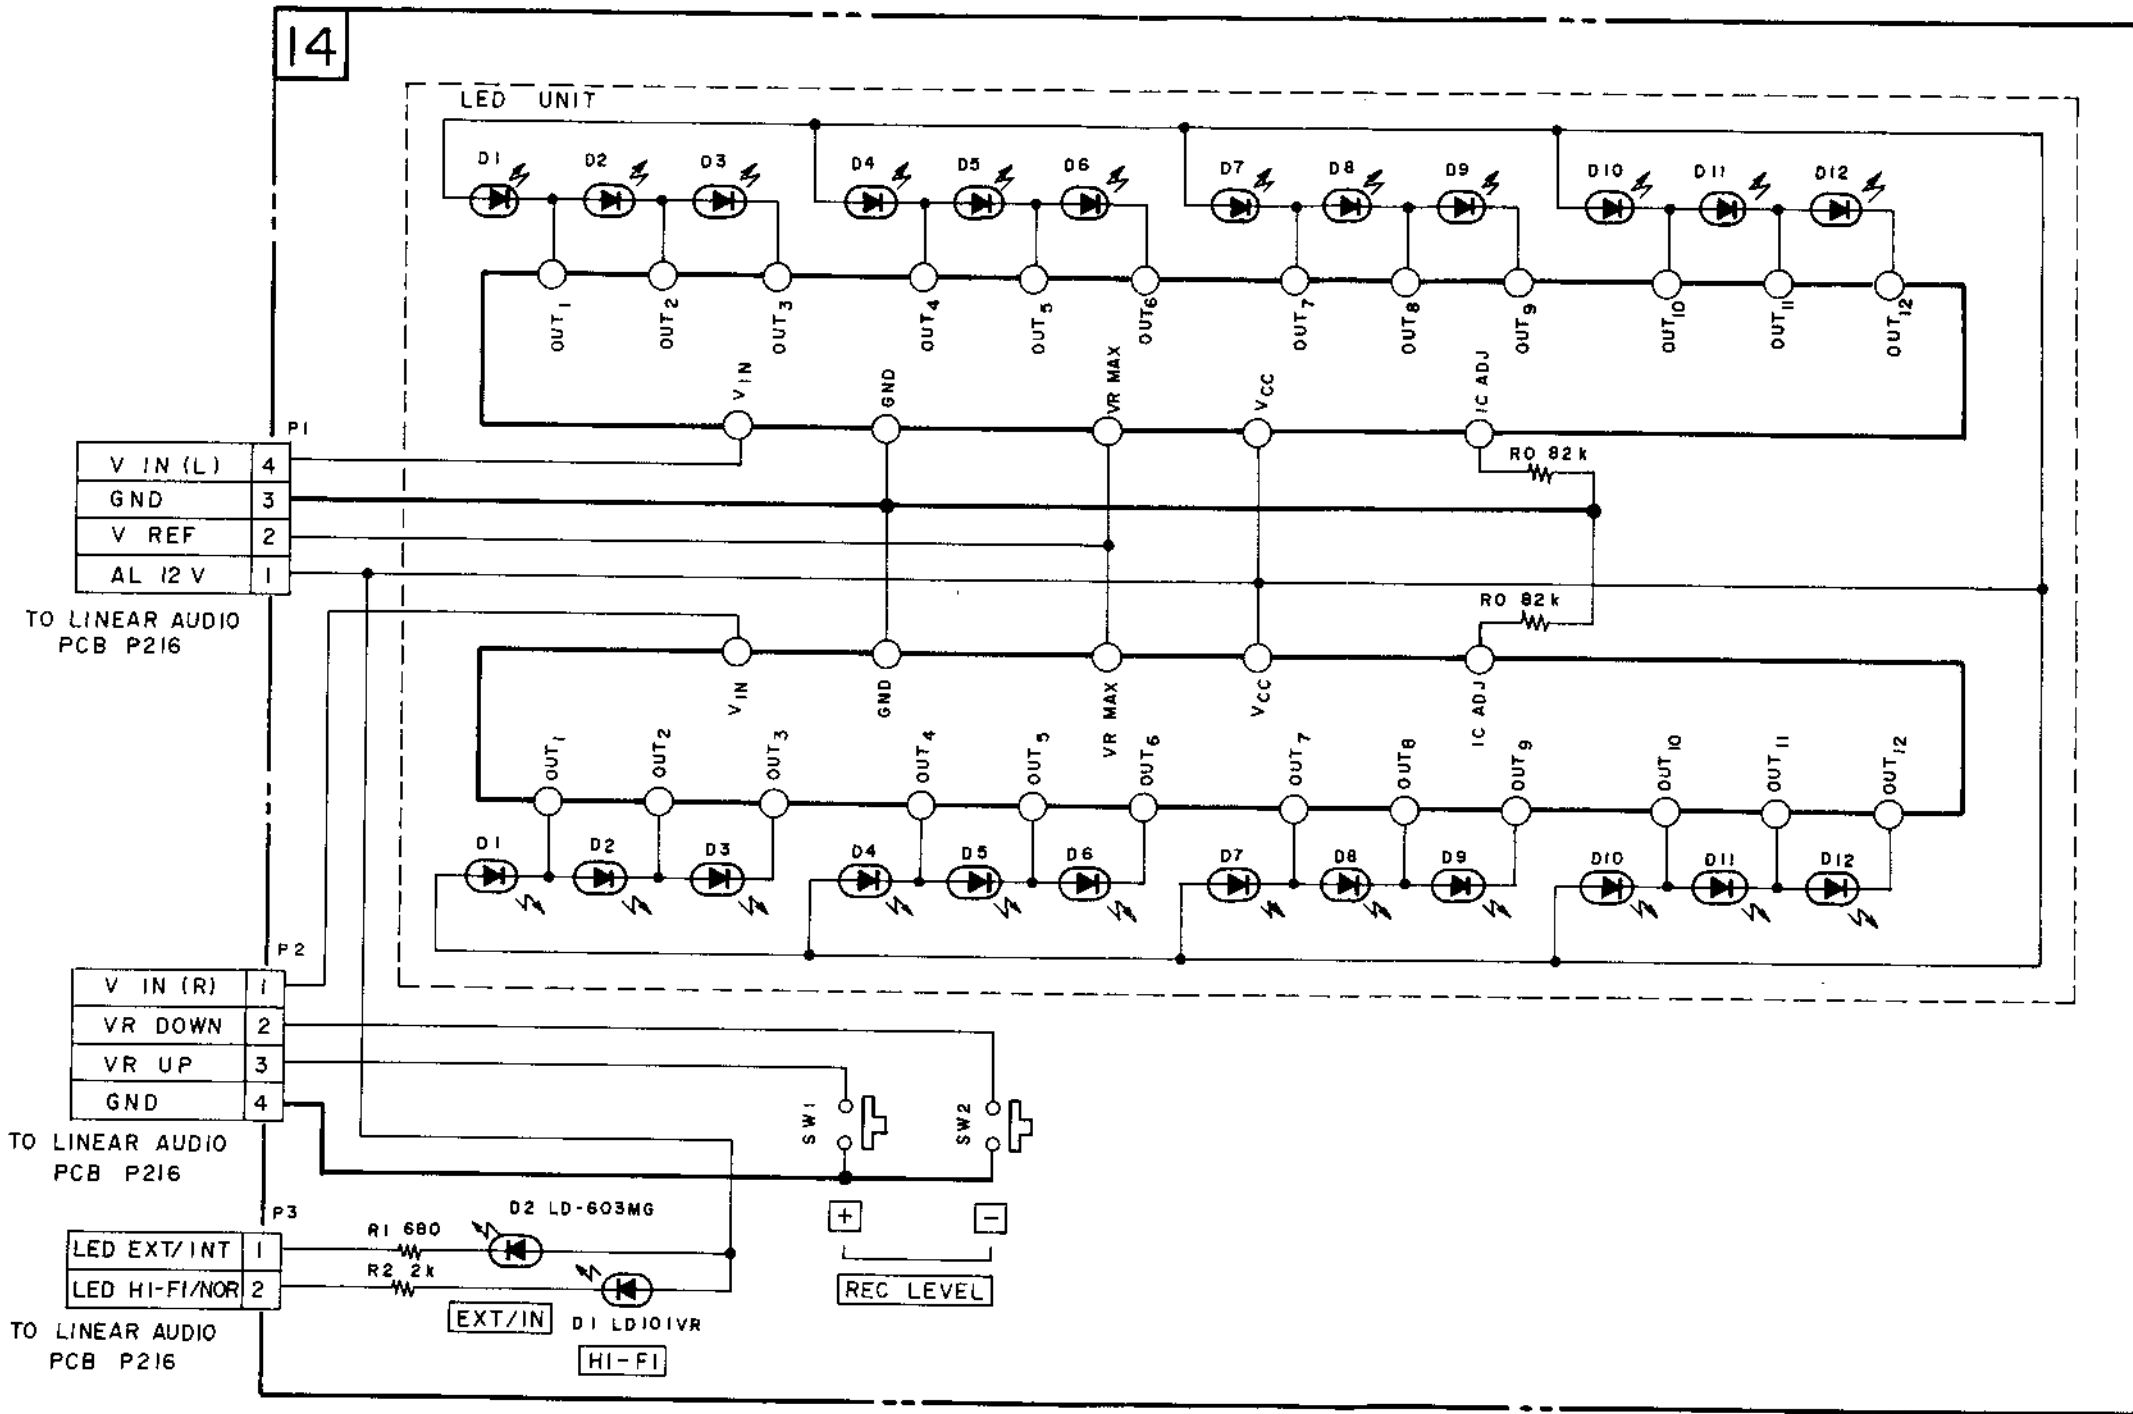 14
LED UNIT
D1 D2 D3 D4 D5 D6 D7 D8 D9 D10 D11 D12
OUT1 OUT2 OUT3 OUT4 OUT5 OUT6 OUT7 OUT8 OUT9 OUT10 OUT11 OUT12
VIN GND VR MAX VCC IC ADJ
P1
V IN (L) 4
GND 3
V REF 2
AL 12 V 1
TO LINEAR AUDIO
PCB P216
R0 82k
R0 82k
VIN GND VR MAX VCC IC ADJ
OUT1 OUT2 OUT3 OUT4 OUT5 OUT6 OUT7 OUT8 OUT9 OUT10 OUT11 OUT12
D1 D2 D3 D4 D5 D6 D7 D8 D9 D10 D11 D12
P2
V IN (R) 1
VR DOWN 2
VR UP 3
GND 4
TO LINEAR AUDIO
PCB P216
SW1 SW2
+ −
REC LEVEL
P3
LED EXT/INT 1
LED HI-FI/NOR 2
TO LINEAR AUDIO
PCB P216
R1 680
D2 LD-603MG
R2 2k
EXT/IN
D1 LD101VR
HI-FI